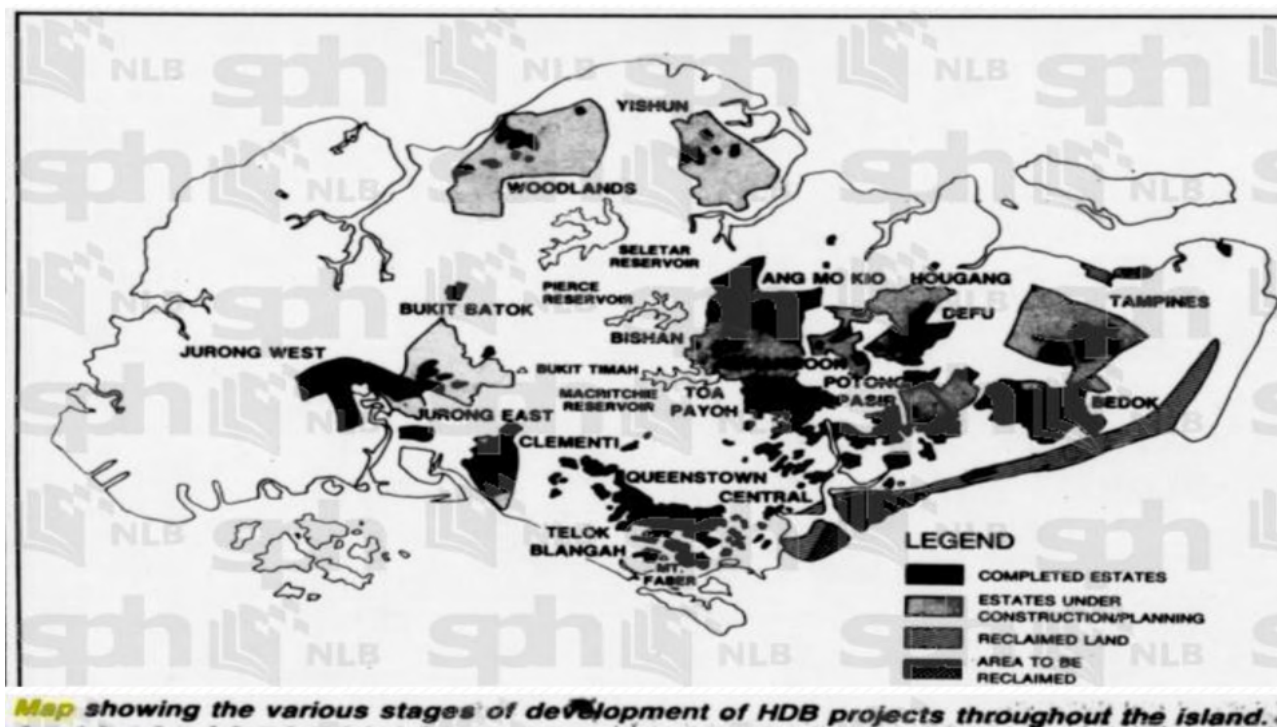 YISHUN
WOODLANDS
SELETAR
RESERVOIR
PIERCE
RESERVOIR
ANG MO KIO
HOUGANG
BUKIT BATOK
BISHAN
DEFU
TAMPINES
JURONG WEST
BUKIT TIMAH
MACRITCHIE
RESERVOIR
TOA
PAYOH
POTONG
PASIR
JURONG EAST
BEDOK
CLEMENTI
QUEENSTOWN
CENTRAL
TELOK
BLANGAH
MT.
FABER
LEGEND
COMPLETED ESTATES
ESTATES UNDER
CONSTRUCTION/PLANNING
RECLAIMED LAND
AREA TO BE
RECLAIMED
Map showing the various stages of development of HDB projects throughout the island.
sph
NLB